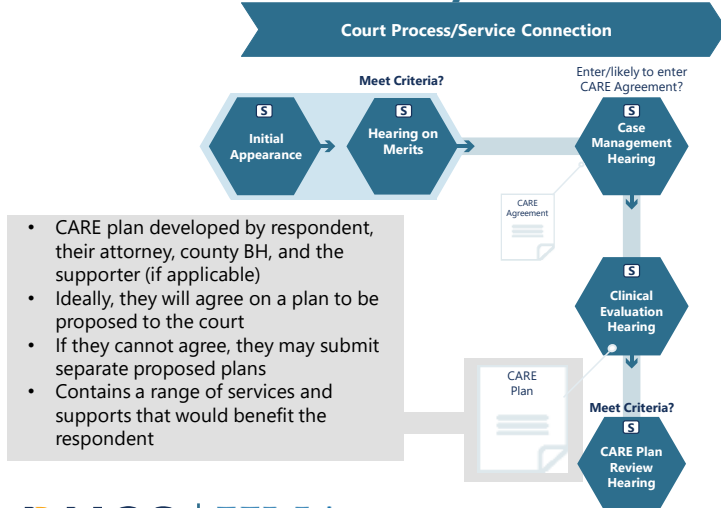 Court Process/Service Connection
Meet Criteria?
Enter/likely to enter
CARE Agreement?
S
Initial
Appearance
S
Hearing on
Merits
S
Case
Management
Hearing
CARE
Agreement
• CARE plan developed by respondent,
their attorney, county BH, and the
supporter (if applicable)
• Ideally, they will agree on a plan to be
proposed to the court
• If they cannot agree, they may submit
separate proposed plans
• Contains a range of services and
supports that would benefit the
respondent
S
Clinical
Evaluation
Hearing
CARE
Plan
Meet Criteria?
S
CARE Plan
Review
Hearing